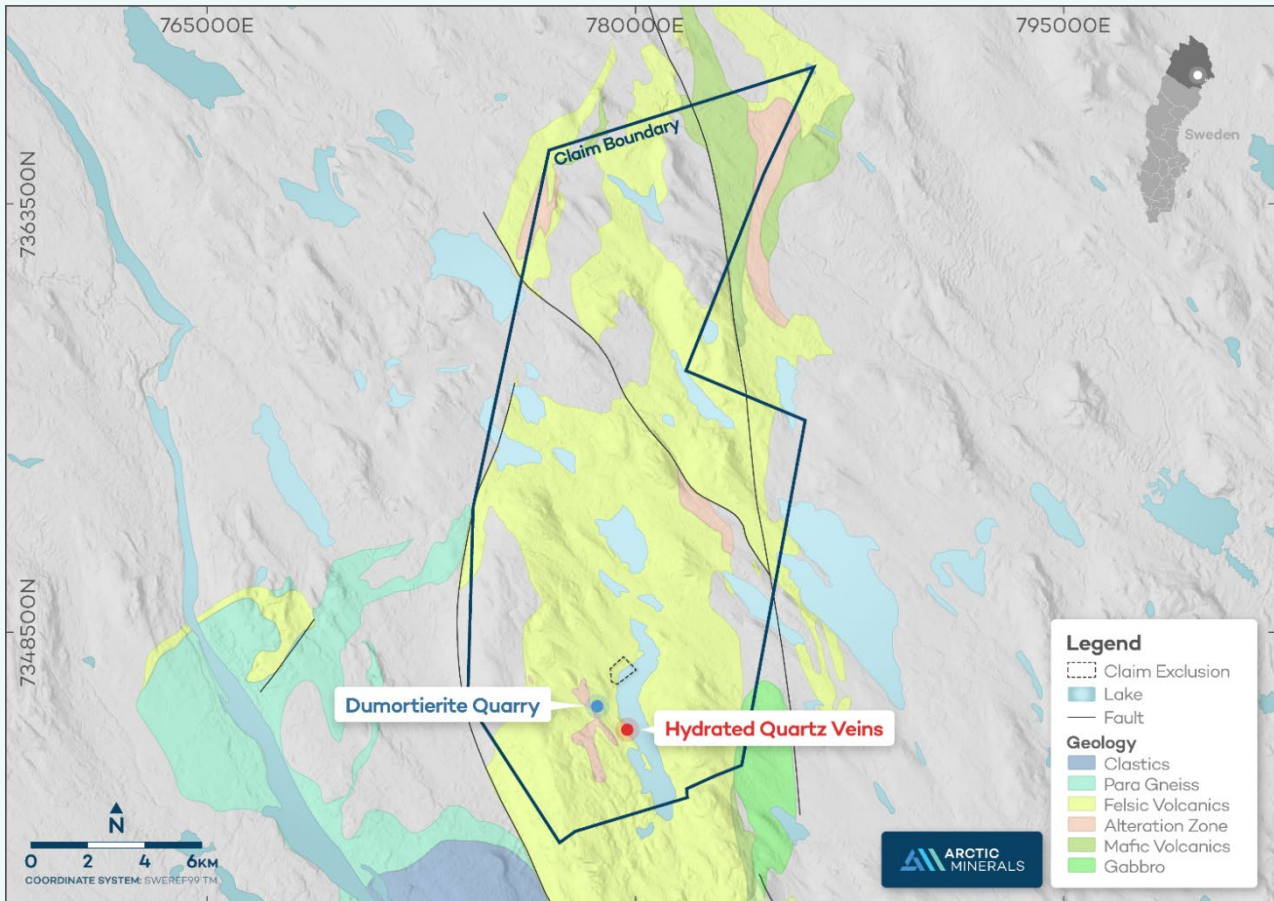 765000E
780000E
795000E
Sweden
Claim Boundary
7363500N
7348500N
Dumortierite Quarry
Hydrated Quartz Veins
Legend
Claim Exclusion
Lake
Fault
Geology
Clastics
Para Gneiss
Felsic Volcanics
Alteration Zone
Mafic Volcanics
Gabbro
N
0 2 4 6KM
COORDINATE SYSTEM: SWEREF99 TM
ARCTIC
MINERALS